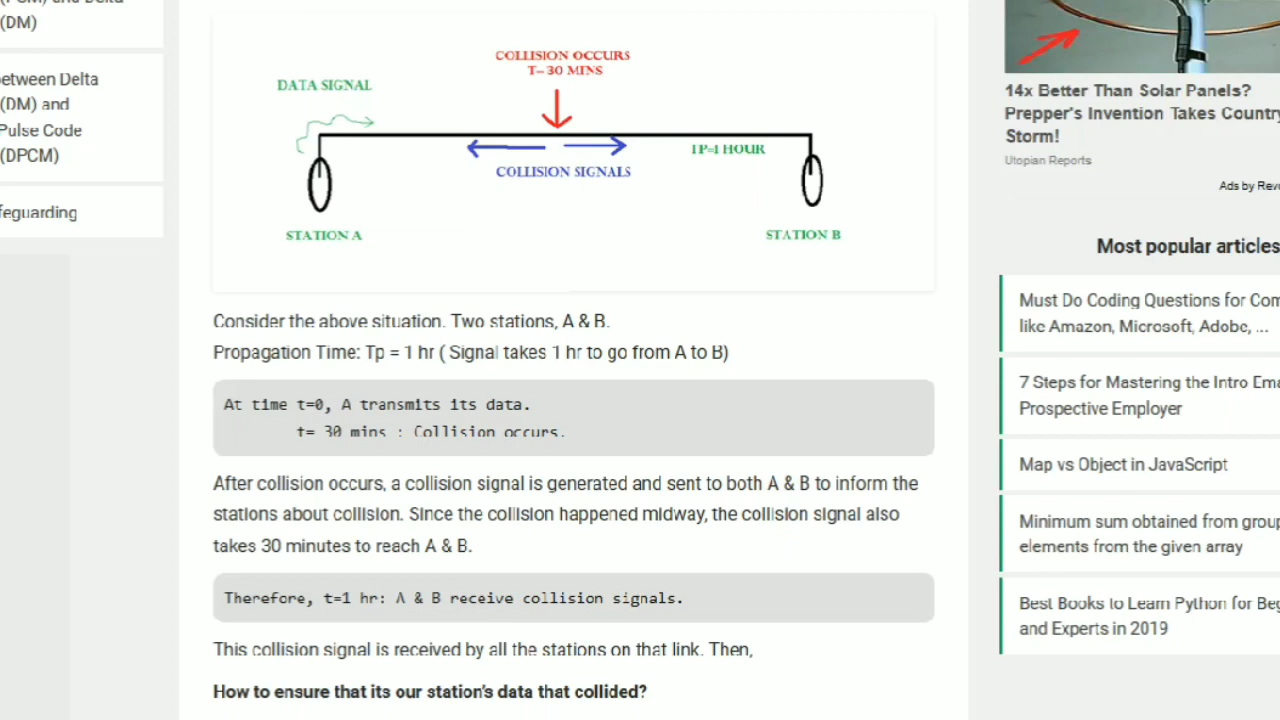 (DM)
etween Delta
(DM) and
Pulse Code
(DPCM)
feguarding
COLLISION OCCURS
T= 30 MINS
DATA SIGNAL
TP=1 HOUR
COLLISION SIGNALS
STATION A
STATION B
Consider the above situation. Two stations, A & B.
Propagation Time: Tp = 1 hr ( Signal takes 1 hr to go from A to B)
At time t=0, A transmits its data.
t= 30 mins : Collision occurs.
After collision occurs, a collision signal is generated and sent to both A & B to inform the
stations about collision. Since the collision happened midway, the collision signal also
takes 30 minutes to reach A & B.
Therefore, t=1 hr: A & B receive collision signals.
This collision signal is received by all the stations on that link. Then,
How to ensure that its our station's data that collided?
14x Better Than Solar Panels?
Prepper's Invention Takes Country
Storm!
Utopian Reports
Ads by Reve
Most popular articles
Must Do Coding Questions for Com
like Amazon, Microsoft, Adobe, ...
7 Steps for Mastering the Intro Ema
Prospective Employer
Map vs Object in JavaScript
Minimum sum obtained from group
elements from the given array
Best Books to Learn Python for Beg
and Experts in 2019